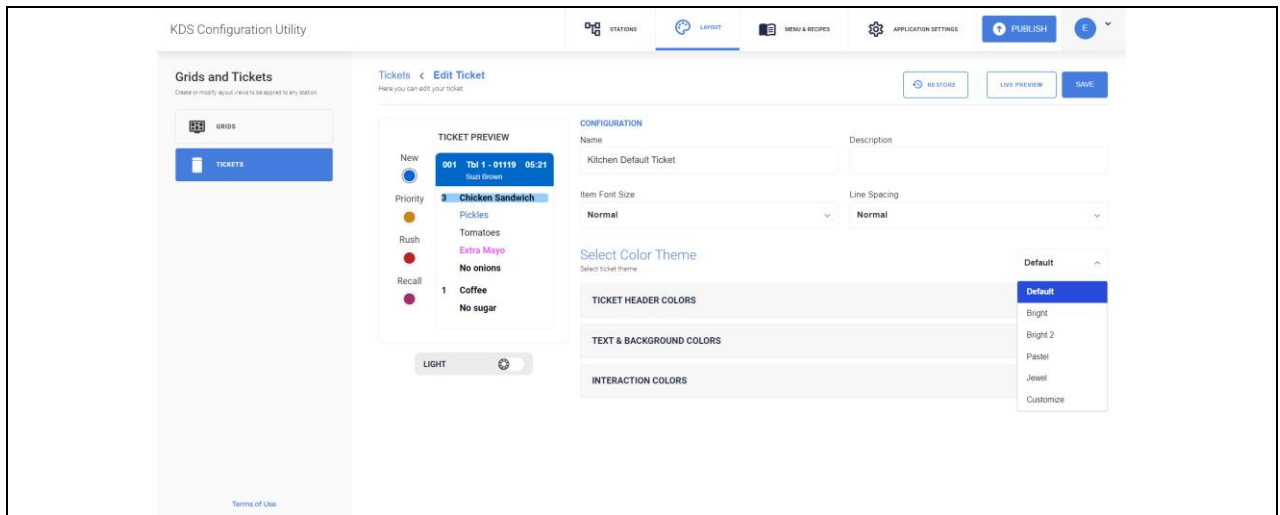 KDS Configuration Utility
STATIONS
LAYOUT
MENU & RECIPES
APPLICATION SETTINGS
PUBLISH
E
Grids and Tickets
Create or modify layout views to be applied to any station.
GRIDS
TICKETS
Terms of Use
Tickets < Edit Ticket
Here you can edit your ticket.
RESTORE
LIVE PREVIEW
SAVE
TICKET PREVIEW
New
Priority
Rush
Recall
001 Tbl 1 - 01119 05:21
Suzi Brown
3 Chicken Sandwich
Pickles
Tomatoes
Extra Mayo
No onions
1 Coffee
No sugar
LIGHT
CONFIGURATION
Name
Kitchen Default Ticket
Description
Item Font Size
Normal
Line Spacing
Normal
Select Color Theme
Select ticket theme
Default
Default
Bright
Bright 2
Pastel
Jewel
Customize
TICKET HEADER COLORS
TEXT & BACKGROUND COLORS
INTERACTION COLORS